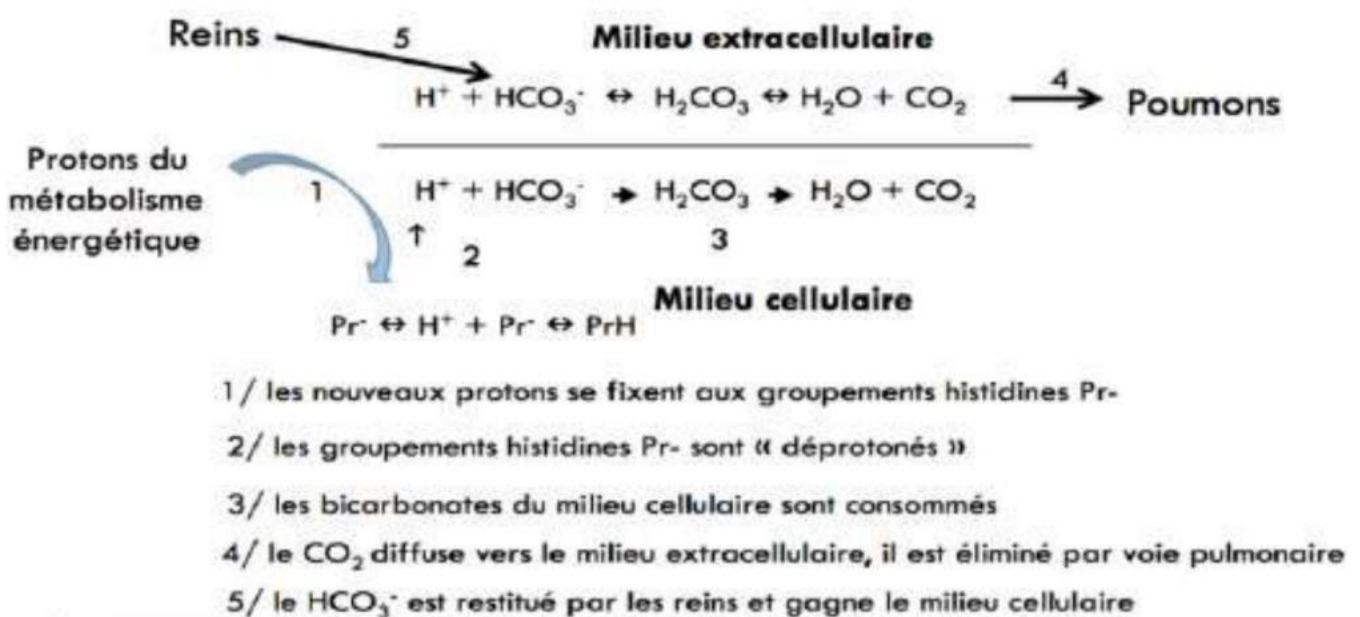 Reins 5 Milieu extracellulaire
H⁺ + HCO₃⁻ ↔ H₂CO₃ ↔ H₂O + CO₂ 4 Poumons
Protons du
métabolisme
énergétique
1 H⁺ + HCO₃⁻ → H₂CO₃ → H₂O + CO₂
↑ 2 3
Milieu cellulaire
Pr⁻ ↔ H⁺ + Pr⁻ ↔ PrH
1/ les nouveaux protons se fixent aux groupements histidines Pr-
2/ les groupements histidines Pr- sont « déprotonés »
3/ les bicarbonates du milieu cellulaire sont consommés
4/ le CO₂ diffuse vers le milieu extracellulaire, il est éliminé par voie pulmonaire
5/ le HCO₃⁻ est restitué par les reins et gagne le milieu cellulaire